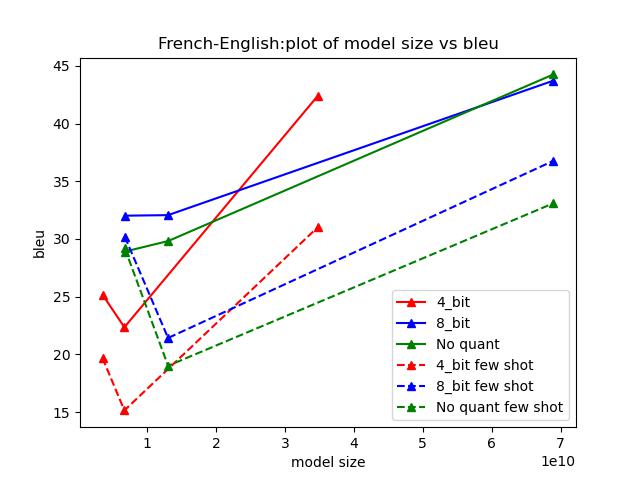 French-English:plot of model size vs bleu
45
40
35
30
25
20
15
bleu
1 2 3 4 5 6 7
1e10
model size
4_bit
8_bit
No quant
4_bit few shot
8_bit few shot
No quant few shot